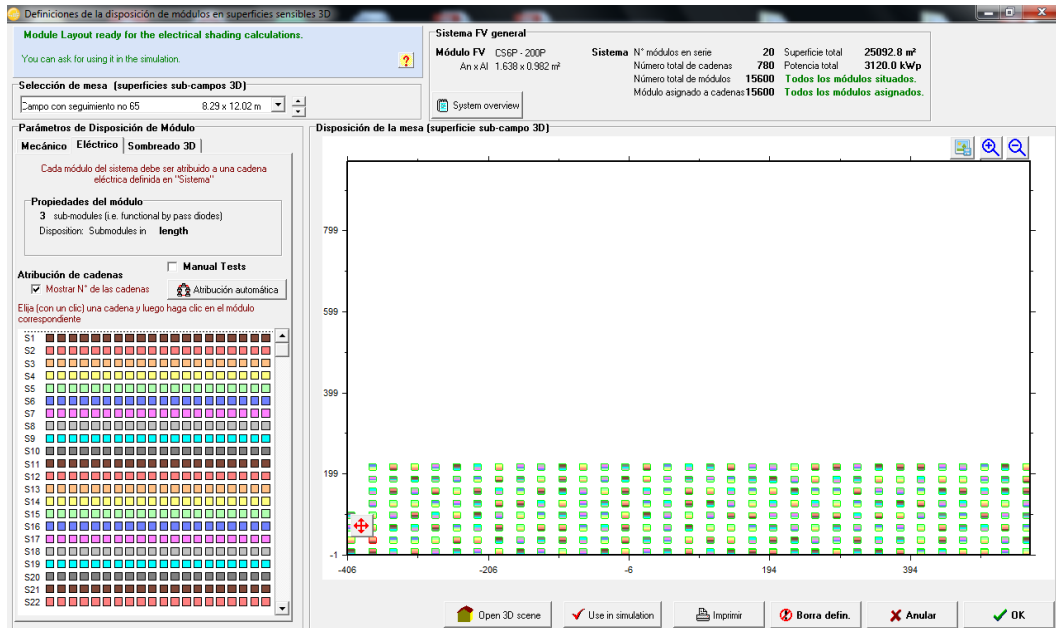 Definiciones de la disposición de módulos en superficies sensibles 3D
Module Layout ready for the electrical shading calculations.
You can ask for using it in the simulation.
?
Selección de mesa (superficies sub-campos 3D)
Campo con seguimiento no 65 8.29 x 12.02 m
Sistema FV general
Módulo FV CS6P - 200P
An x Al 1.638 x 0.982 m²
System overview
Sistema N° módulos en serie 20
Número total de cadenas 780
Número total de módulos 15600
Módulo asignado a cadenas 15600
Superficie total 25092.8 m²
Potencia total 3120.0 kWp
Todos los módulos situados.
Todos los módulos asignados.
Parámetros de Disposición de Módulo
Mecánico Eléctrico Sombreado 3D
Cada módulo del sistema debe ser atribuido a una cadena
eléctrica definida en "Sistema"
Propiedades del módulo
3 sub-modules (i.e. functional by pass diodes)
Disposition: Submodules in length
Manual Tests
Atribución de cadenas
Mostrar N° de las cadenas
Atribución automática
Elija (con un clic) una cadena y luego haga clic en el módulo
correspondiente
S1
S2
S3
S4
S5
S6
S7
S8
S9
S10
S11
S12
S13
S14
S15
S16
S17
S18
S19
S20
S21
S22
Disposición de la mesa (superficie sub-campo 3D)
799
599
399
199
-1
-406 -206 -6 194 394
Open 3D scene
Use in simulation
Imprimir
Borra defin.
Anular
OK